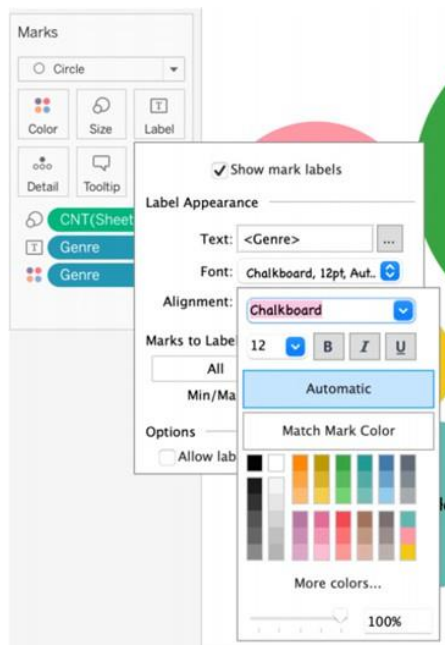 Marks
Circle
Color Size Label
Detail Tooltip
CNT(Sheet
Genre
Genre
Show mark labels
Label Appearance
Text: <Genre> ...
Font: Chalkboard, 12pt, Aut..
Alignment:
Chalkboard
12 B I U
Automatic
Match Mark Color
More colors...
100%
Marks to Labe
All
Min/Ma
Options
Allow lab